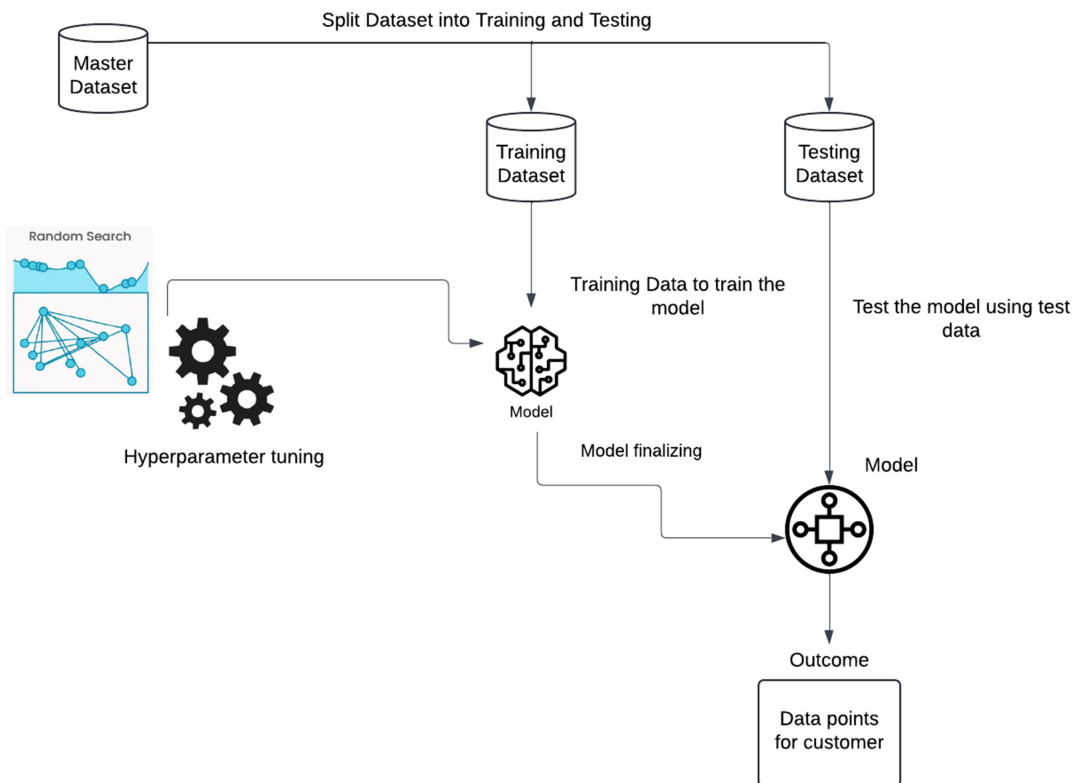 Split Dataset into Training and Testing
Master
Dataset
Training
Dataset
Testing
Dataset
Random Search
Training Data to train the
model
Test the model using test
data
Model
Hyperparameter tuning
Model finalizing
Model
Outcome
Data points
for customer